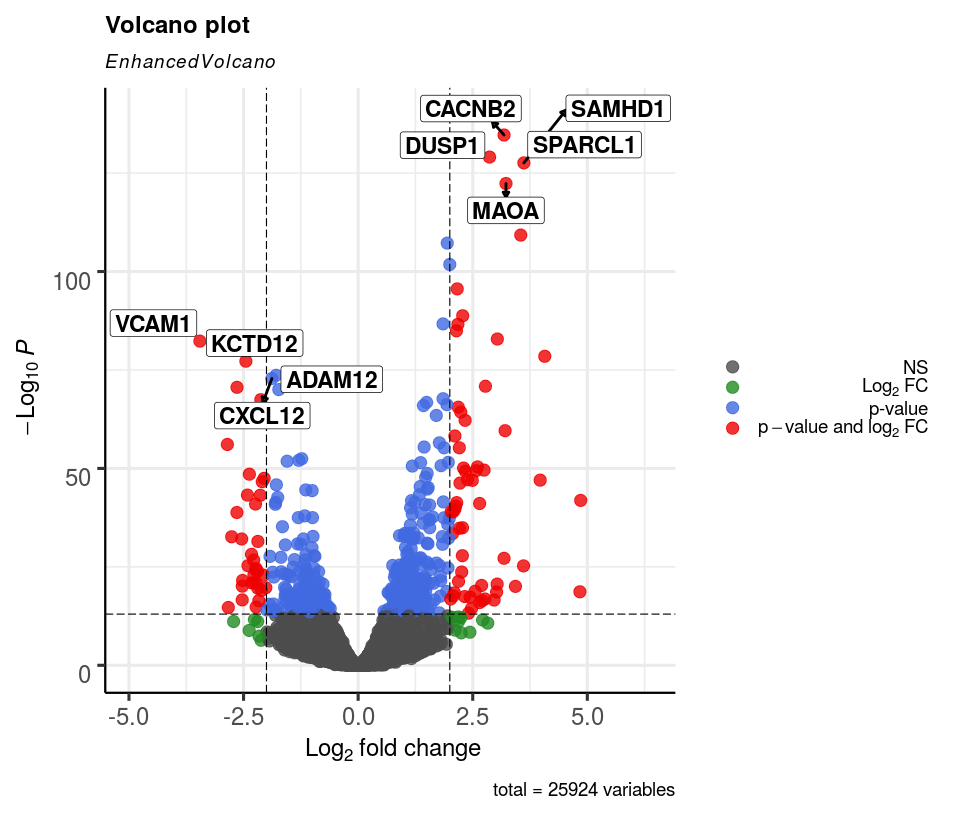 Volcano plot
EnhancedVolcano
CACNB2
SAMHD1
DUSP1
SPARCL1
MAOA
VCAM1
KCTD12
ADAM12
CXCL12
100
50
0
−Log₁₀ P
-5.0 -2.5 0.0 2.5 5.0
Log₂ fold change
NS
Log₂ FC
p-value
p − value and log₂ FC
total = 25924 variables